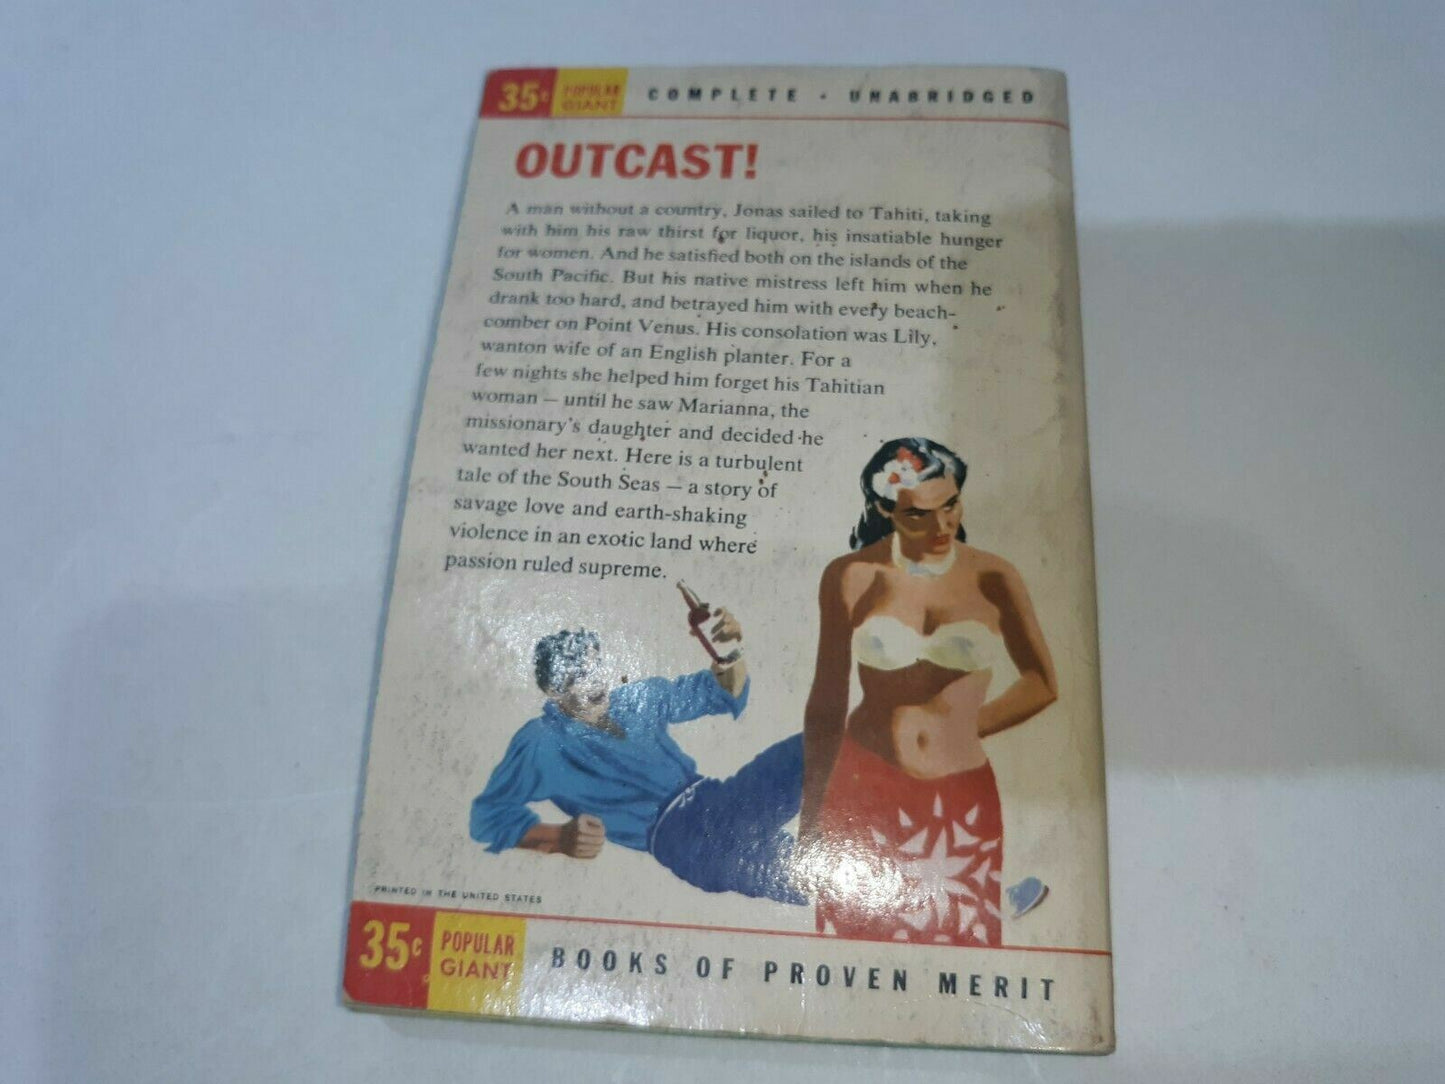 35¢ POPULAR GIANT COMPLETE • UNABRIDGED
OUTCAST!
A man without a country, Jonas sailed to Tahiti, taking
with him his raw thirst for liquor, his insatiable hunger
for women. And he satisfied both on the islands of the
South Pacific. But his native mistress left him when he
drank too hard, and betrayed him with every beach-
comber on Point Venus. His consolation was Lily,
wanton wife of an English planter. For a
few nights she helped him forget his Tahitian
woman — until he saw Marianna, the
missionary's daughter and decided he
wanted her next. Here is a turbulent
tale of the South Seas — a story of
savage love and earth-shaking
violence in an exotic land where
passion ruled supreme.
PRINTED IN THE UNITED STATES
35¢ POPULAR GIANT BOOKS OF PROVEN MERIT